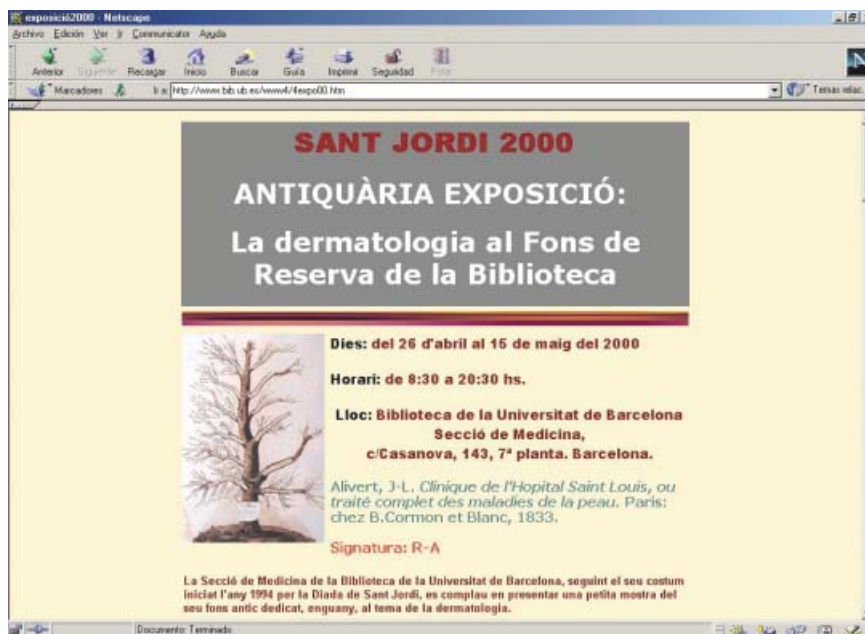 exposició2000 - Netscape
Archivo Edición Ver Ir Communicator Ayuda
Anterior Siguiente Recargar Inicio Buscar Guía Imprimir Seguridad
Marcadores Ir a: http://www.bib.ub.es/www4/4expo00.htm Temas relac.
SANT JORDI 2000
ANTIQUÀRIA EXPOSICIÓ:
La dermatologia al Fons de
Reserva de la Biblioteca
Dies: del 26 d'abril al 15 de maig del 2000
Horari: de 8:30 a 20:30 hs.
Lloc: Biblioteca de la Universitat de Barcelona
Secció de Medicina,
c/Casanova, 143, 7ª planta. Barcelona.
Alivert, J-L. Clinique de l'Hopital Saint Louis, ou
traité complet des maladies de la peau. Paris:
chez B.Cormon et Blanc, 1833.
Signatura: R-A
La Secció de Medicina de la Biblioteca de la Universitat de Barcelona, seguint el seu costum
iniciat l'any 1994 per la Diada de Sant Jordi, es complau en presentar una petita mostra del
seu fons antic dedicat, enguany, al tema de la dermatologia.
Documento: Terminado